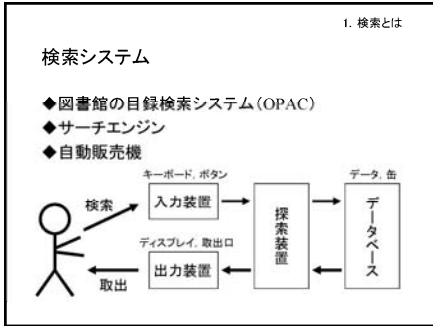 1. 検索とは
検索システム
◆図書館の目録検索システム(OPAC)
◆サーチエンジン
◆自動販売機
キーボード, ボタン
データ, 缶
検索
入力装置
探索装置
データベース
ディスプレイ, 取出口
出力装置
取出